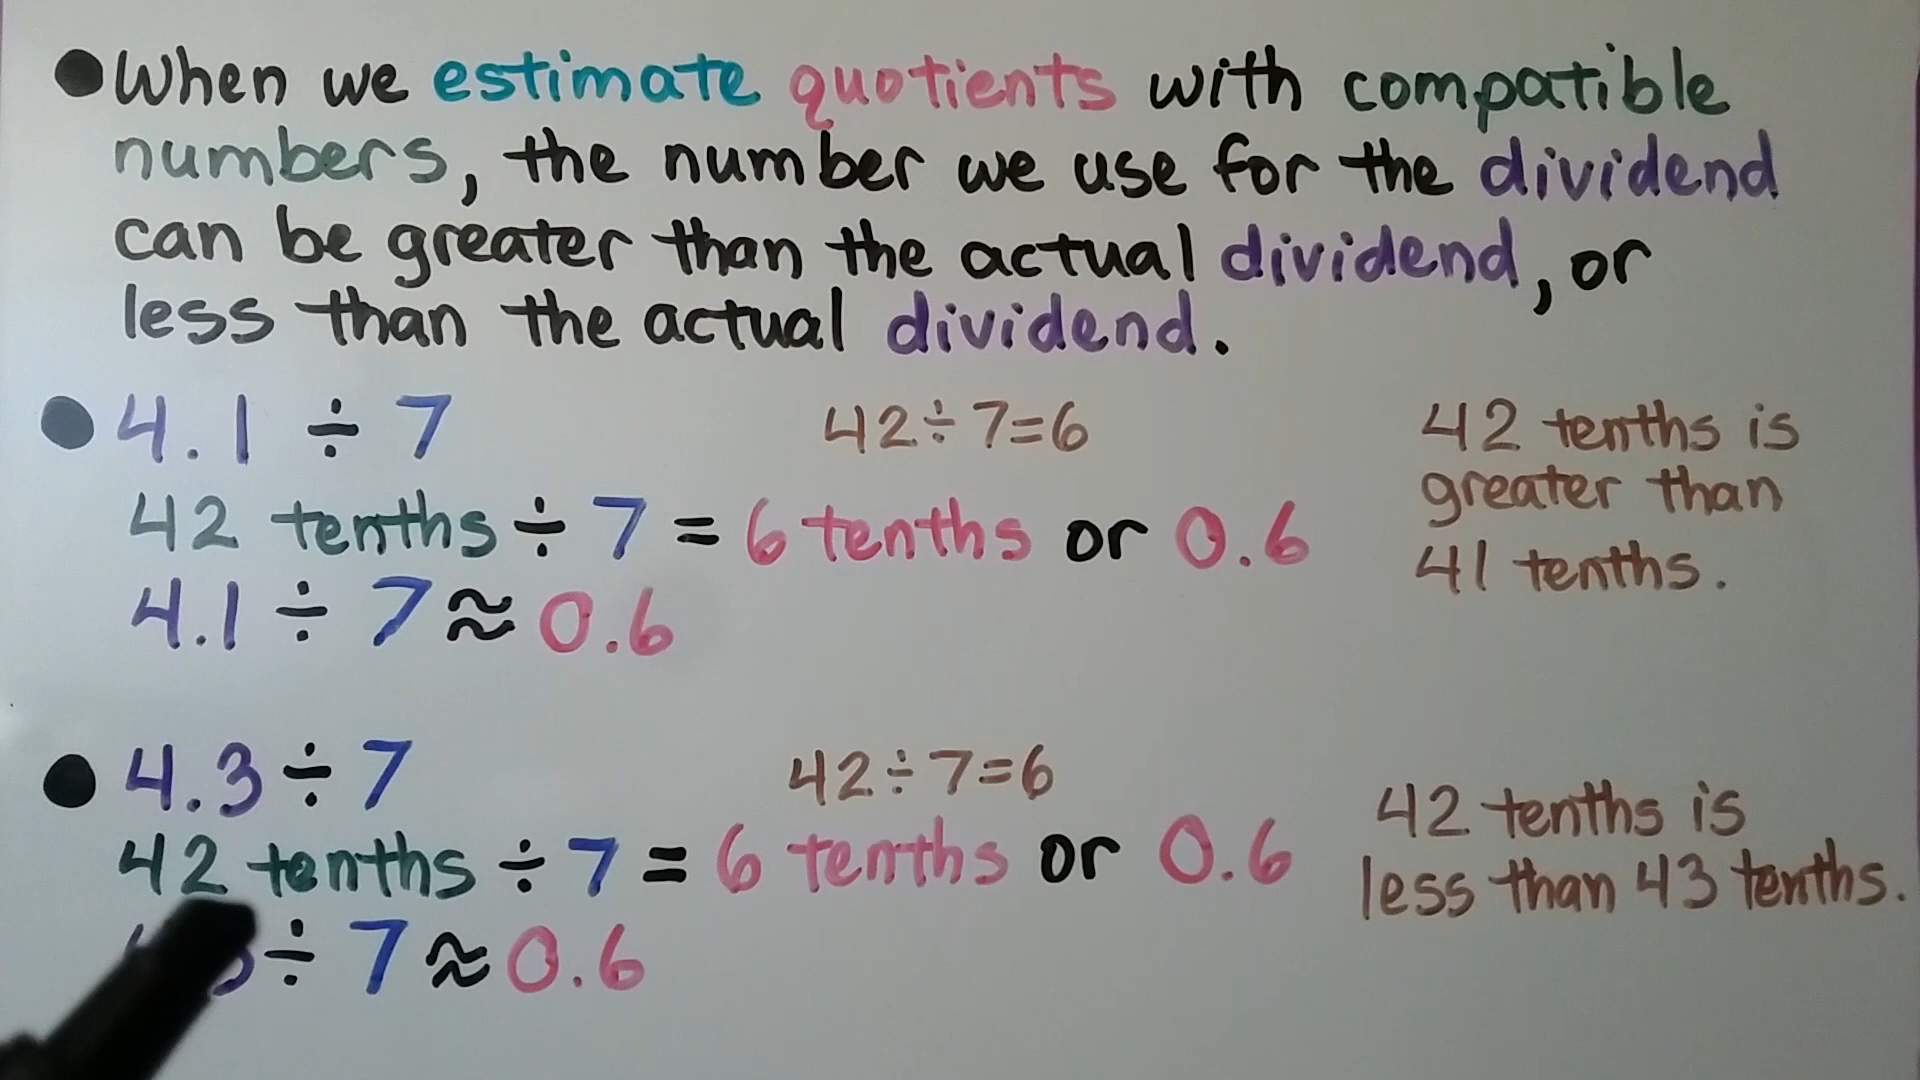 ●When we estimate quotients with compatible
numbers, the number we use for the dividend
can be greater than the actual dividend, or
less than the actual dividend.
● 4.1 ÷ 7
42÷7=6
42 tenths ÷ 7 = 6 tenths or 0.6
4.1 ÷ 7 ≈ 0.6
42 tenths is
greater than
41 tenths.
● 4.3 ÷ 7
42÷7=6
42 tenths ÷ 7 = 6 tenths or 0.6
÷ 7 ≈ 0.6
42 tenths is
less than 43 tenths.